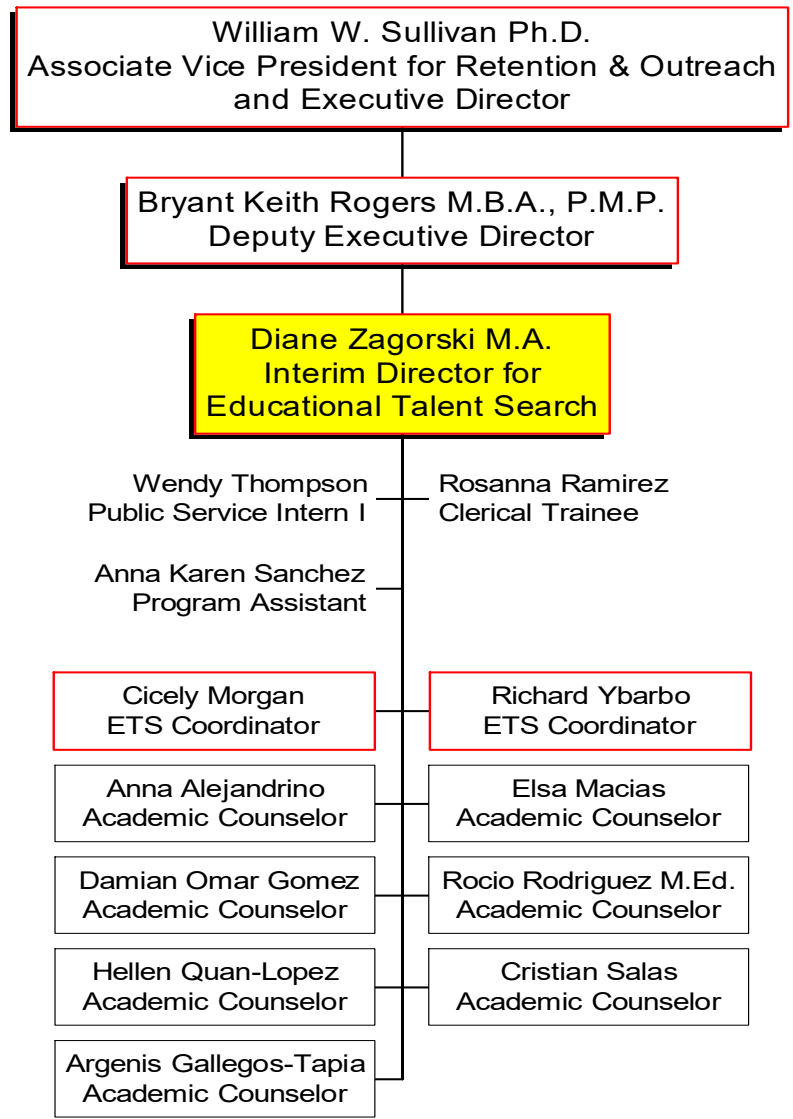 William W. Sullivan Ph.D.
Associate Vice President for Retention & Outreach
and Executive Director
Bryant Keith Rogers M.B.A., P.M.P.
Deputy Executive Director
Diane Zagorski M.A.
Interim Director for
Educational Talent Search
Wendy Thompson
Public Service Intern I
Rosanna Ramirez
Clerical Trainee
Anna Karen Sanchez
Program Assistant
Cicely Morgan
ETS Coordinator
Richard Ybarbo
ETS Coordinator
Anna Alejandrino
Academic Counselor
Elsa Macias
Academic Counselor
Damian Omar Gomez
Academic Counselor
Rocio Rodriguez M.Ed.
Academic Counselor
Hellen Quan-Lopez
Academic Counselor
Cristian Salas
Academic Counselor
Argenis Gallegos-Tapia
Academic Counselor